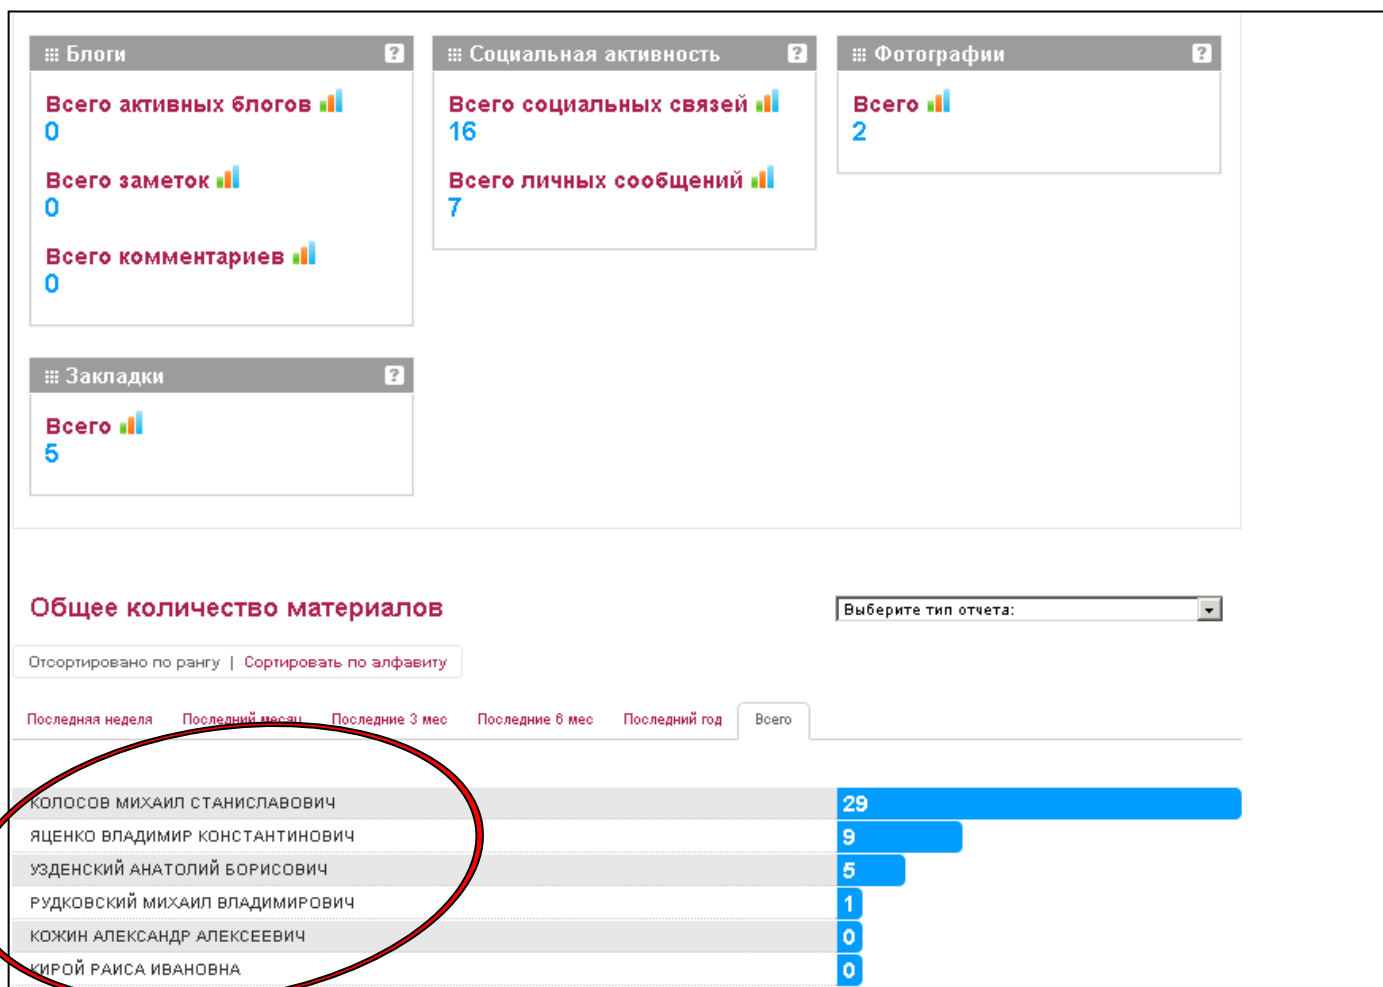 Блоги ?
Всего активных блогов
0
Всего заметок
0
Всего комментариев
0
Социальная активность ?
Всего социальных связей
16
Всего личных сообщений
7
Фотографии ?
Всего
2
Закладки ?
Всего
5
Общее количество материалов
Выберите тип отчета:
Отсортировано по рангу | Сортировать по алфавиту
Последняя неделя Последний месяц Последние 3 мес Последние 6 мес Последний год Всего
КОЛОСОВ МИХАИЛ СТАНИСЛАВОВИЧ 29
ЯЦЕНКО ВЛАДИМИР КОНСТАНТИНОВИЧ 9
УЗДЕНСКИЙ АНАТОЛИЙ БОРИСОВИЧ 5
РУДКОВСКИЙ МИХАИЛ ВЛАДИМИРОВИЧ 1
КОЖИН АЛЕКСАНДР АЛЕКСЕЕВИЧ 0
КИРОЙ РАИСА ИВАНОВНА 0